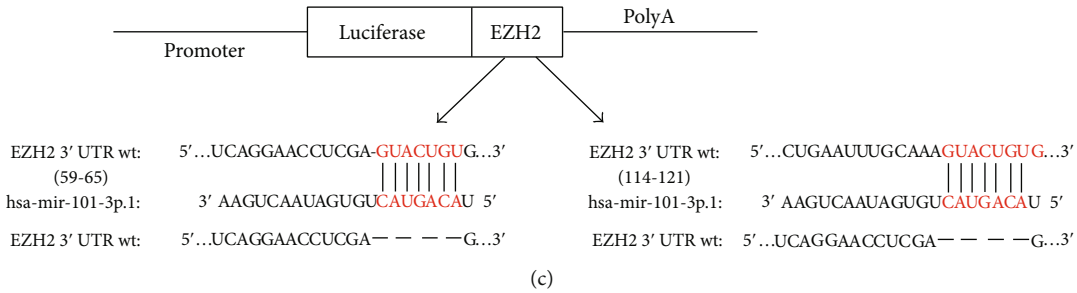 Promoter
Luciferase
EZH2
PolyA
EZH2 3′ UTR wt: 5′...UCAGGAACCUCGA-GUACUGUG...3′
(59-65)
hsa-mir-101-3p.1: 3′ AAGUCAAUAGUGUCAUGACAU 5′
EZH2 3′ UTR wt: 5′...UCAGGAACCUCGA– – – – –G...3′
EZH2 3′ UTR wt: 5′...CUGAAUUUGCAAAGUACUGUG...3′
(114-121)
hsa-mir-101-3p.1: 3′ AAGUCAAUAGUGUCAUGACAU 5′
EZH2 3′ UTR wt: 5′...UCAGGAACCUCGA– – – – –G...3′
(c)